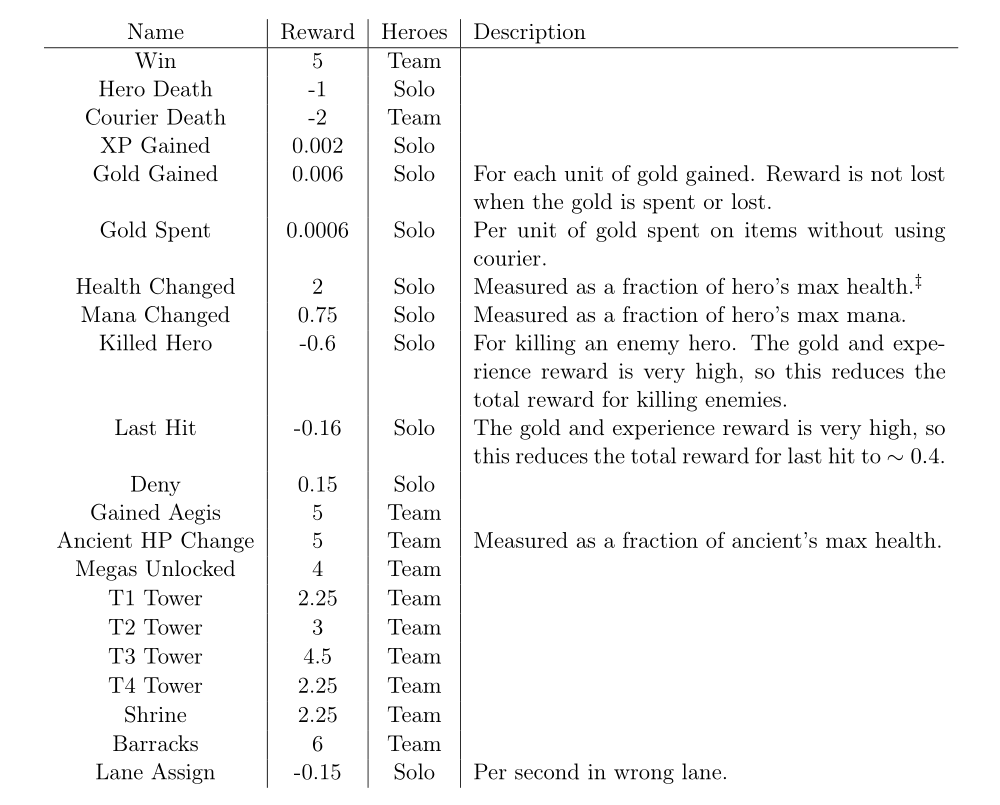 Name Reward Heroes Description
Win 5 Team
Hero Death -1 Solo
Courier Death -2 Team
XP Gained 0.002 Solo
Gold Gained 0.006 Solo For each unit of gold gained. Reward is not lost
when the gold is spent or lost.
Gold Spent 0.0006 Solo Per unit of gold spent on items without using
courier.
Health Changed 2 Solo Measured as a fraction of hero's max health.‡
Mana Changed 0.75 Solo Measured as a fraction of hero's max mana.
Killed Hero -0.6 Solo For killing an enemy hero. The gold and expe-
rience reward is very high, so this reduces the
total reward for killing enemies.
Last Hit -0.16 Solo The gold and experience reward is very high, so
this reduces the total reward for last hit to ∼ 0.4.
Deny 0.15 Solo
Gained Aegis 5 Team
Ancient HP Change 5 Team Measured as a fraction of ancient's max health.
Megas Unlocked 4 Team
T1 Tower 2.25 Team
T2 Tower 3 Team
T3 Tower 4.5 Team
T4 Tower 2.25 Team
Shrine 2.25 Team
Barracks 6 Team
Lane Assign -0.15 Solo Per second in wrong lane.